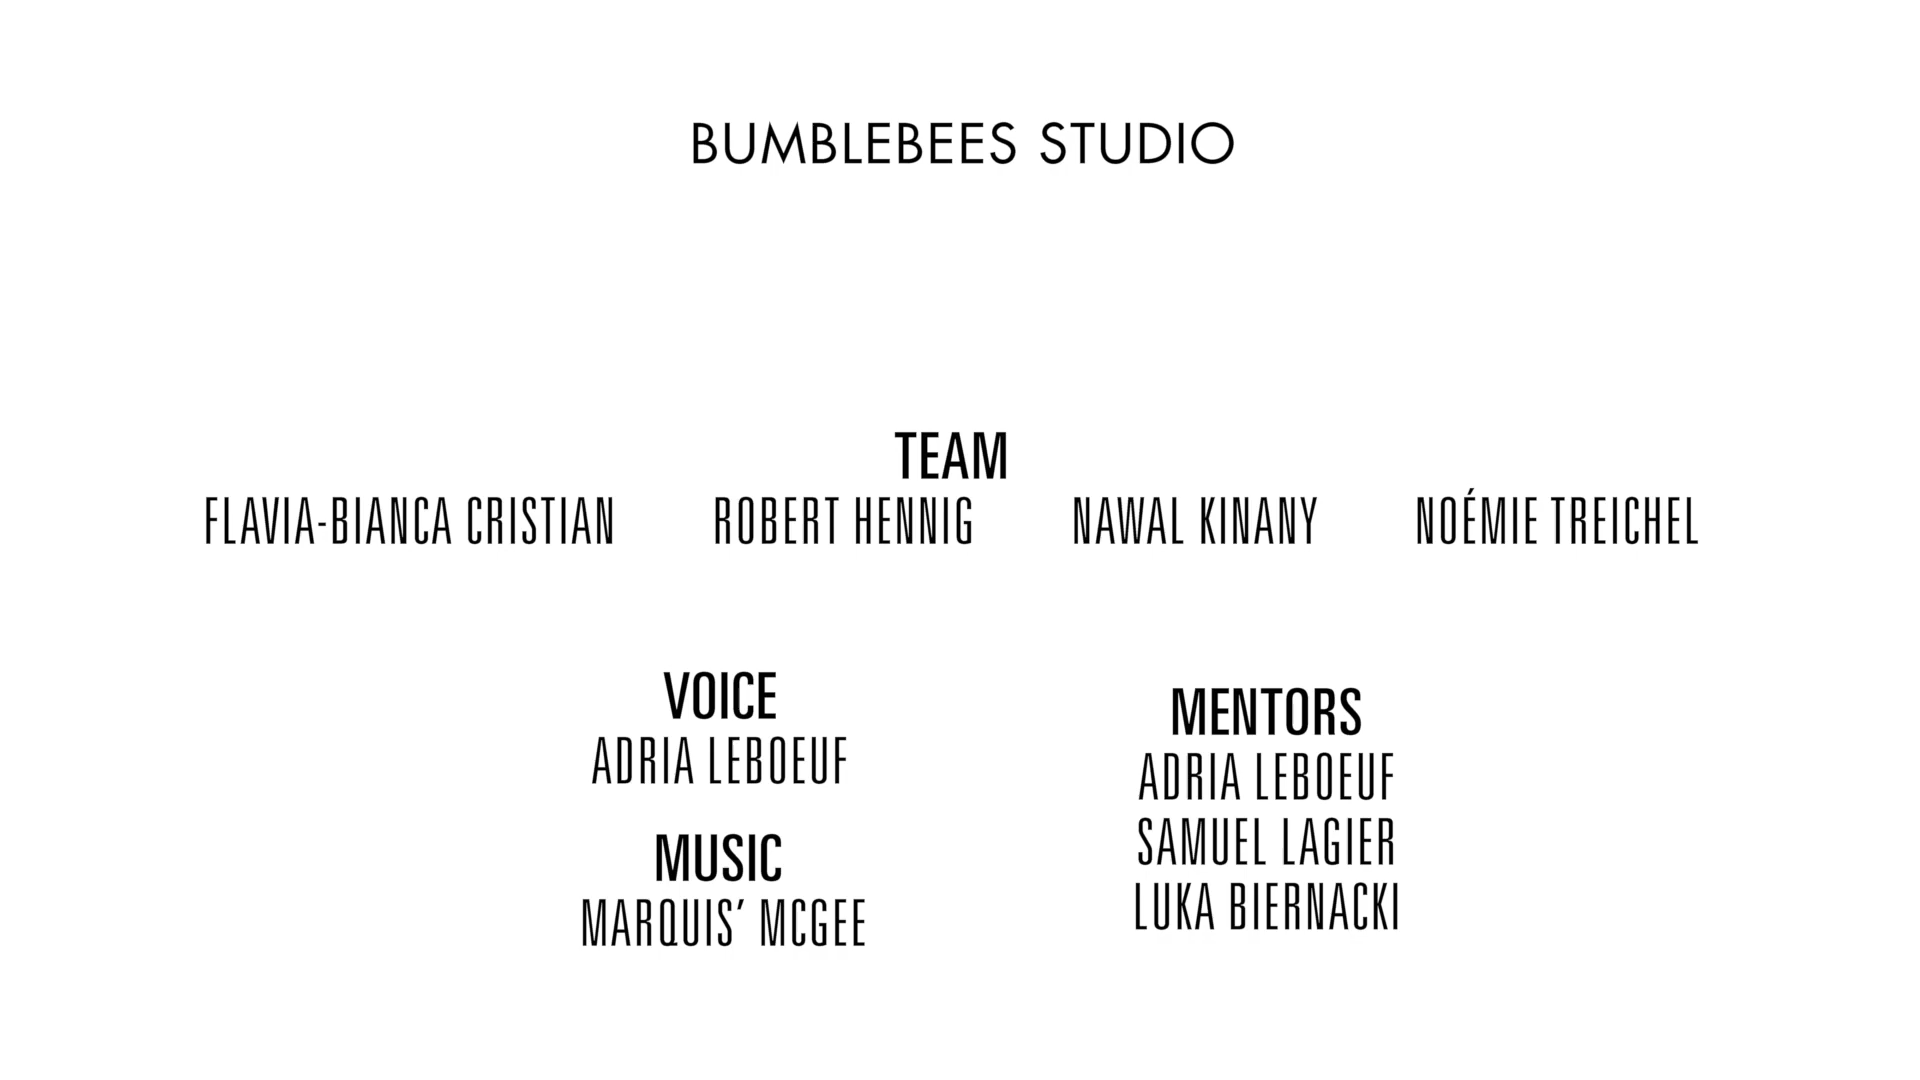 BUMBLEBEES STUDIO
TEAM
FLAVIA-BIANCA CRISTIAN ROBERT HENNIG NAWAL KINANY NOÉMIE TREICHEL
VOICE
ADRIA LEBOEUF
MUSIC
MARQUIS’ MCGEE
MENTORS
ADRIA LEBOEUF
SAMUEL LAGIER
LUKA BIERNACKI